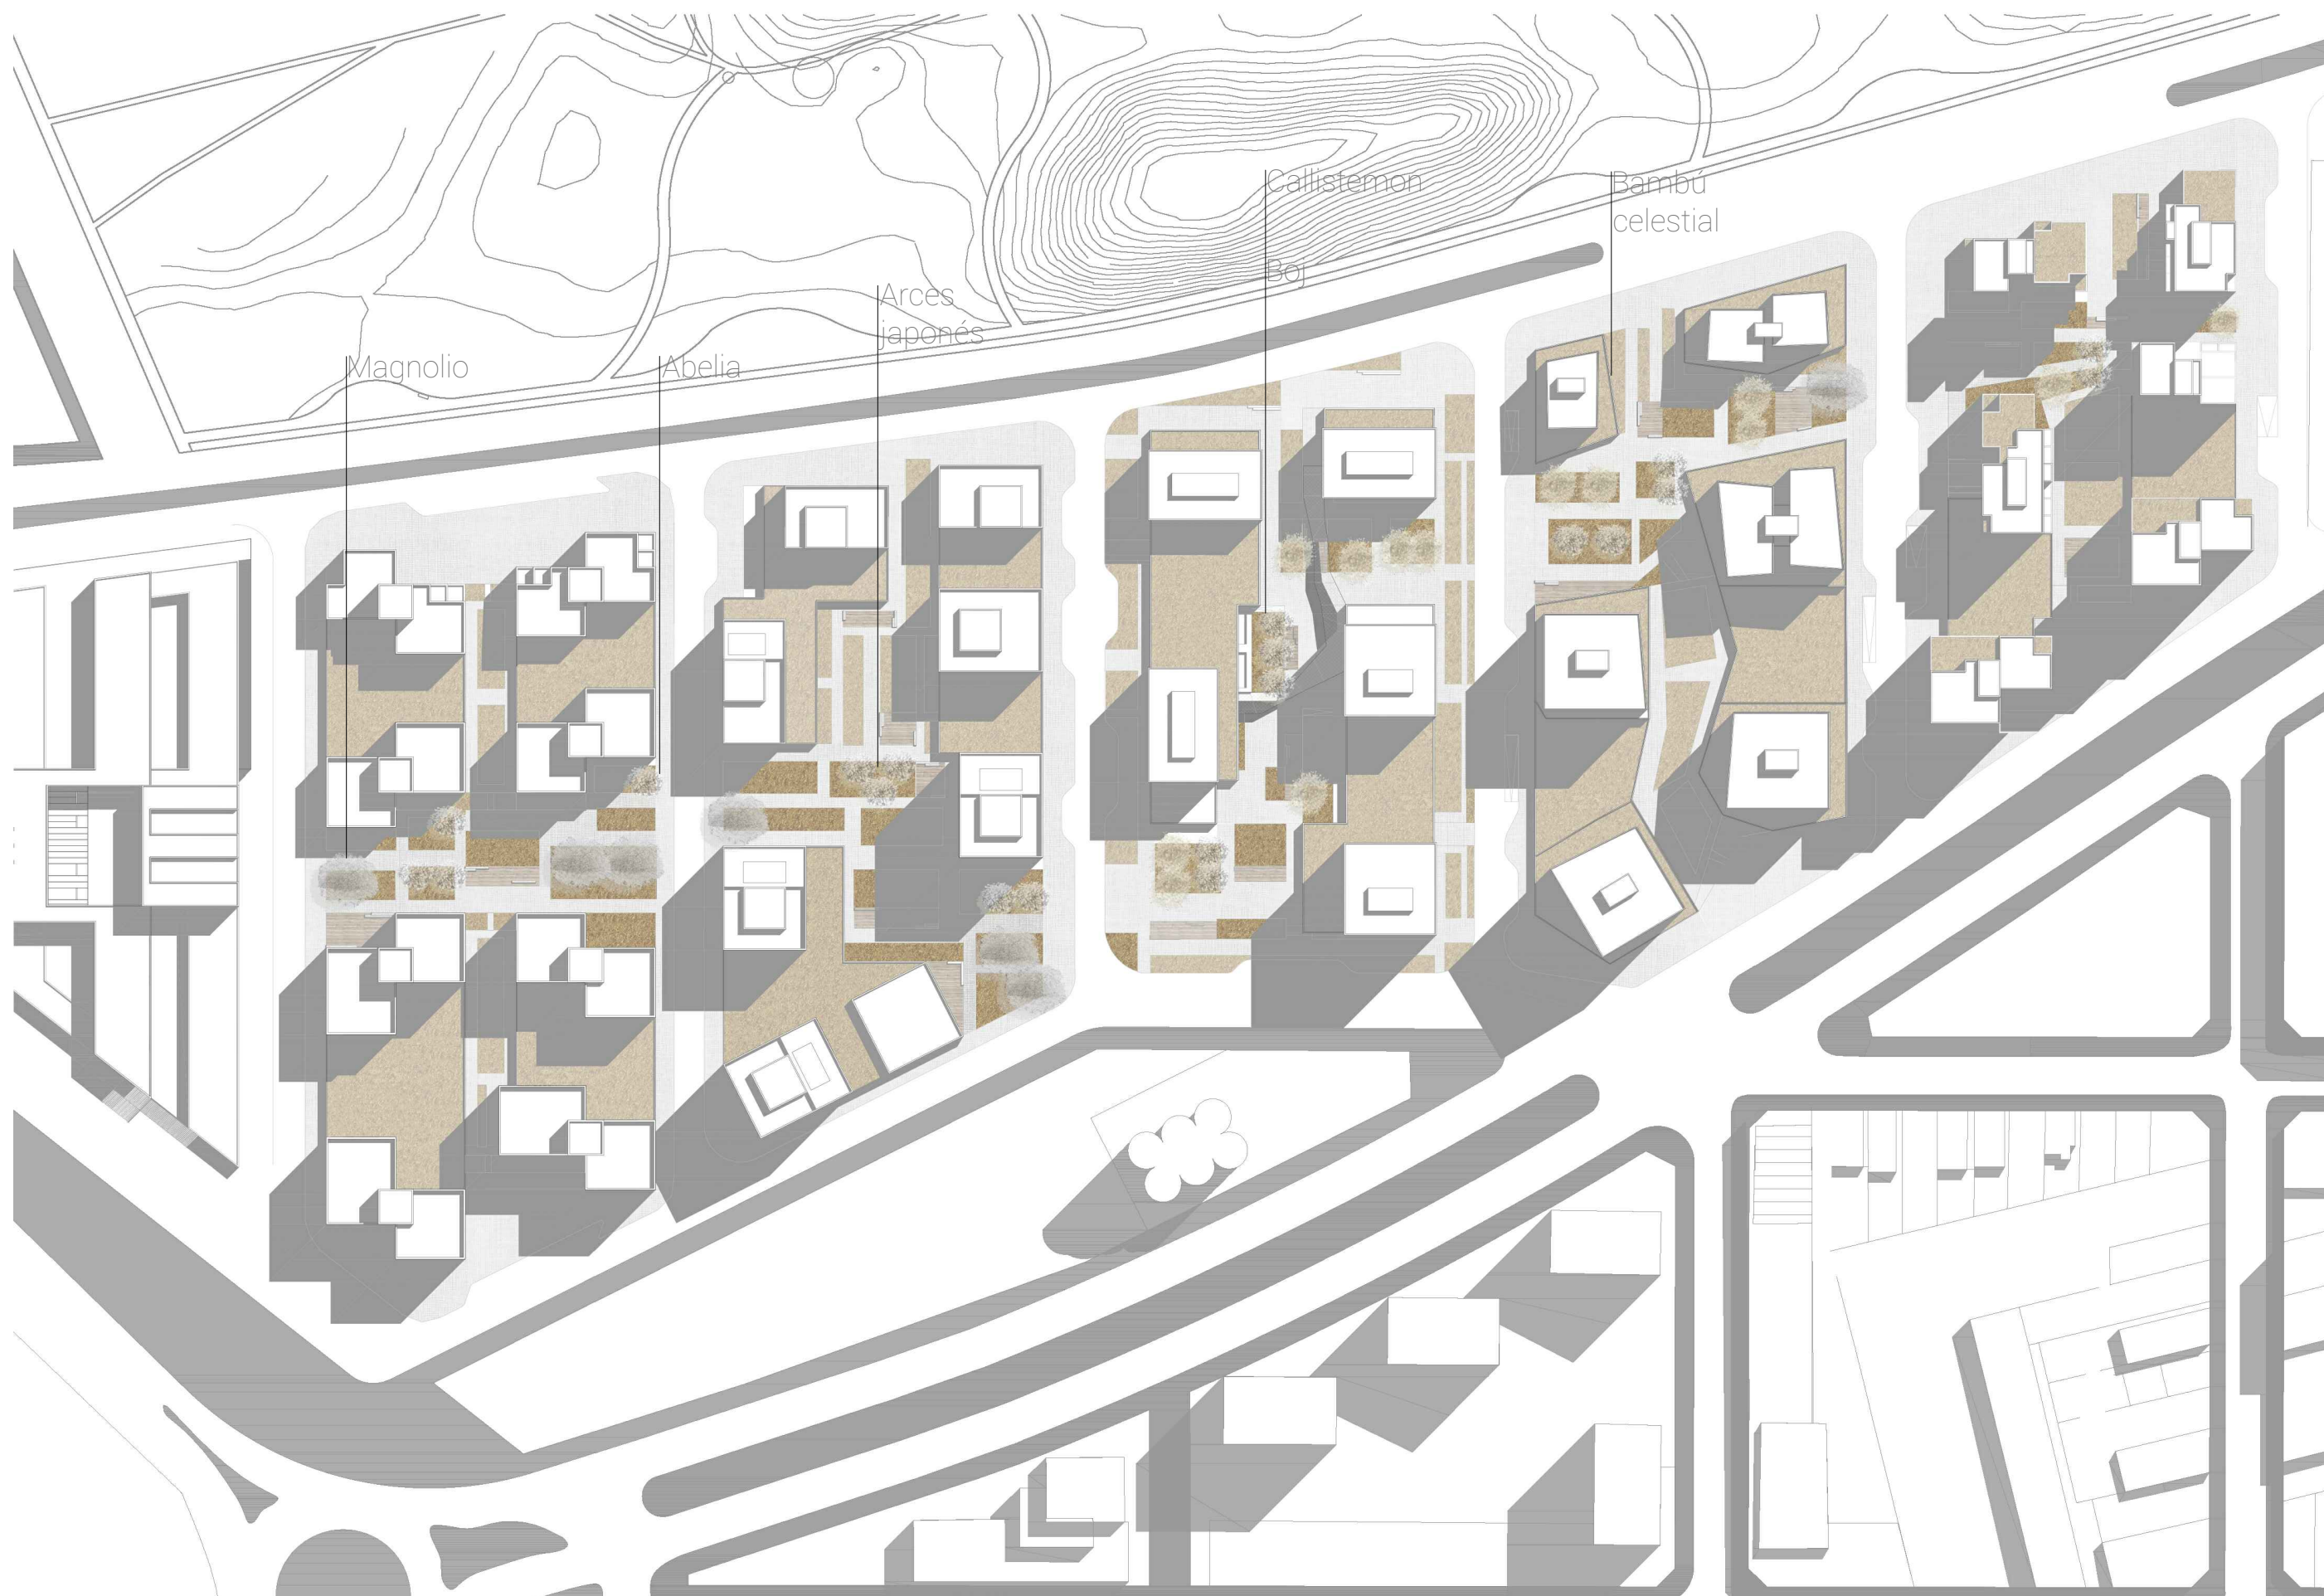 Callistemon
Bambú
celestial
Boj
Arces
japonés
Magnolio
Abelia